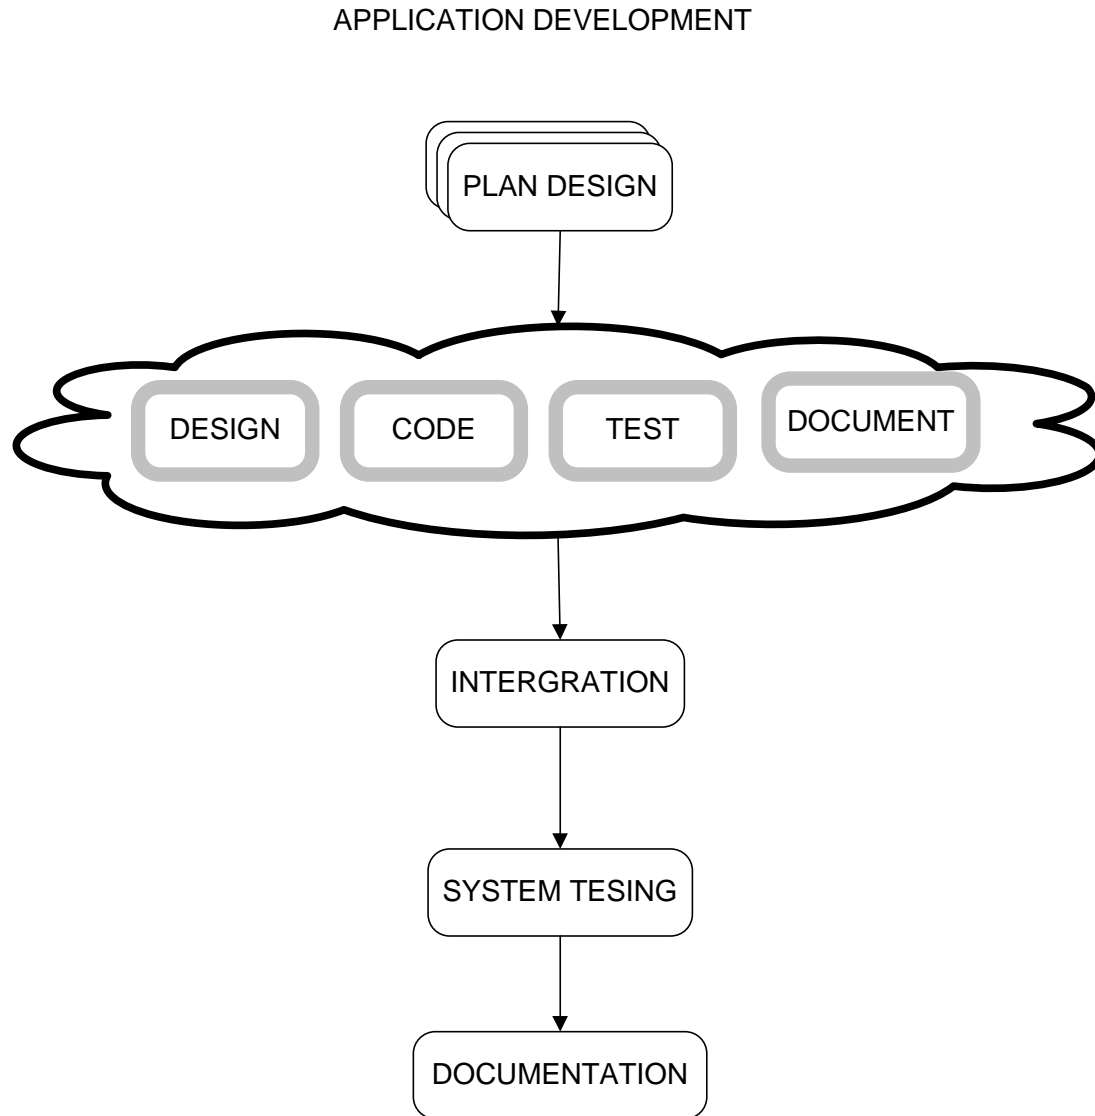 APPLICATION DEVELOPMENT
PLAN DESIGN
DESIGN
CODE
TEST
DOCUMENT
INTERGRATION
SYSTEM TESING
DOCUMENTATION